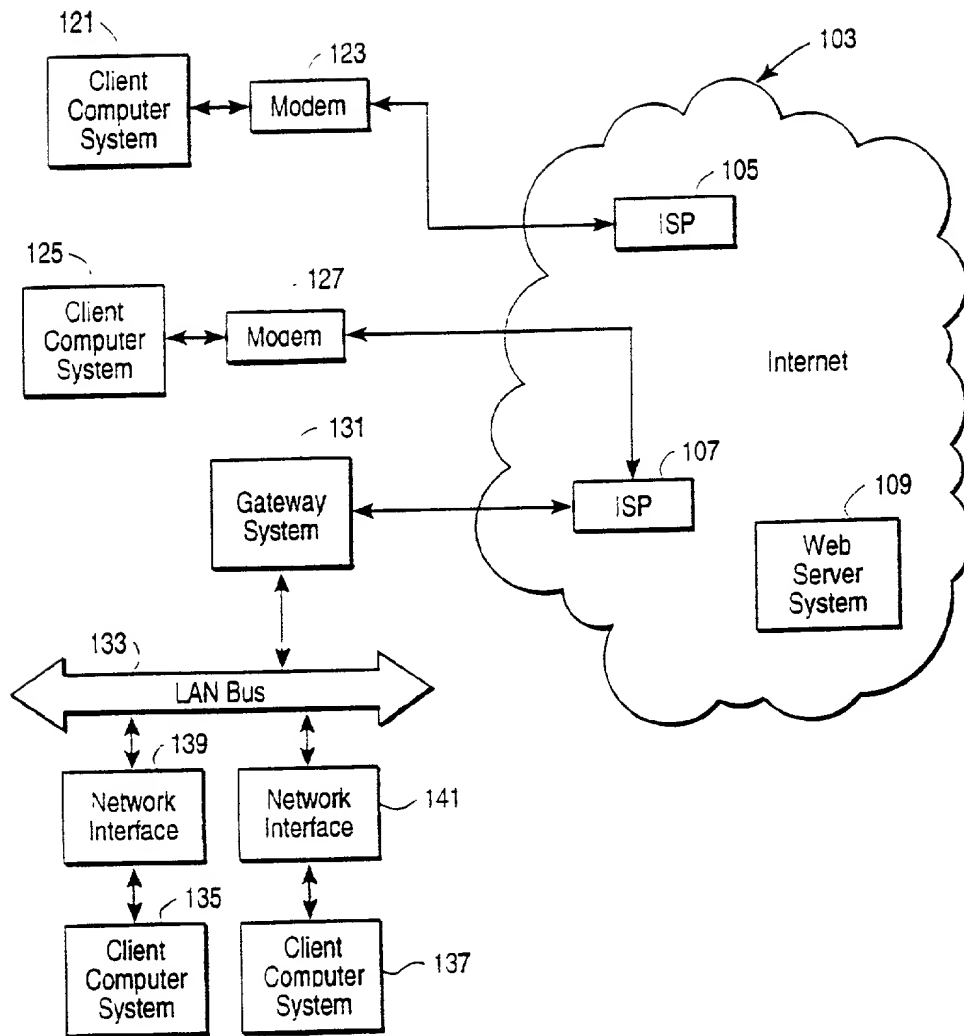 121
Client
Computer
System
123
Modem
103
105
ISP
125
Client
Computer
System
127
Modem
Internet
131
Gateway
System
107
ISP
109
Web
Server
System
133
LAN Bus
139
Network
Interface
Network
Interface
141
135
Client
Computer
System
Client
Computer
System
137